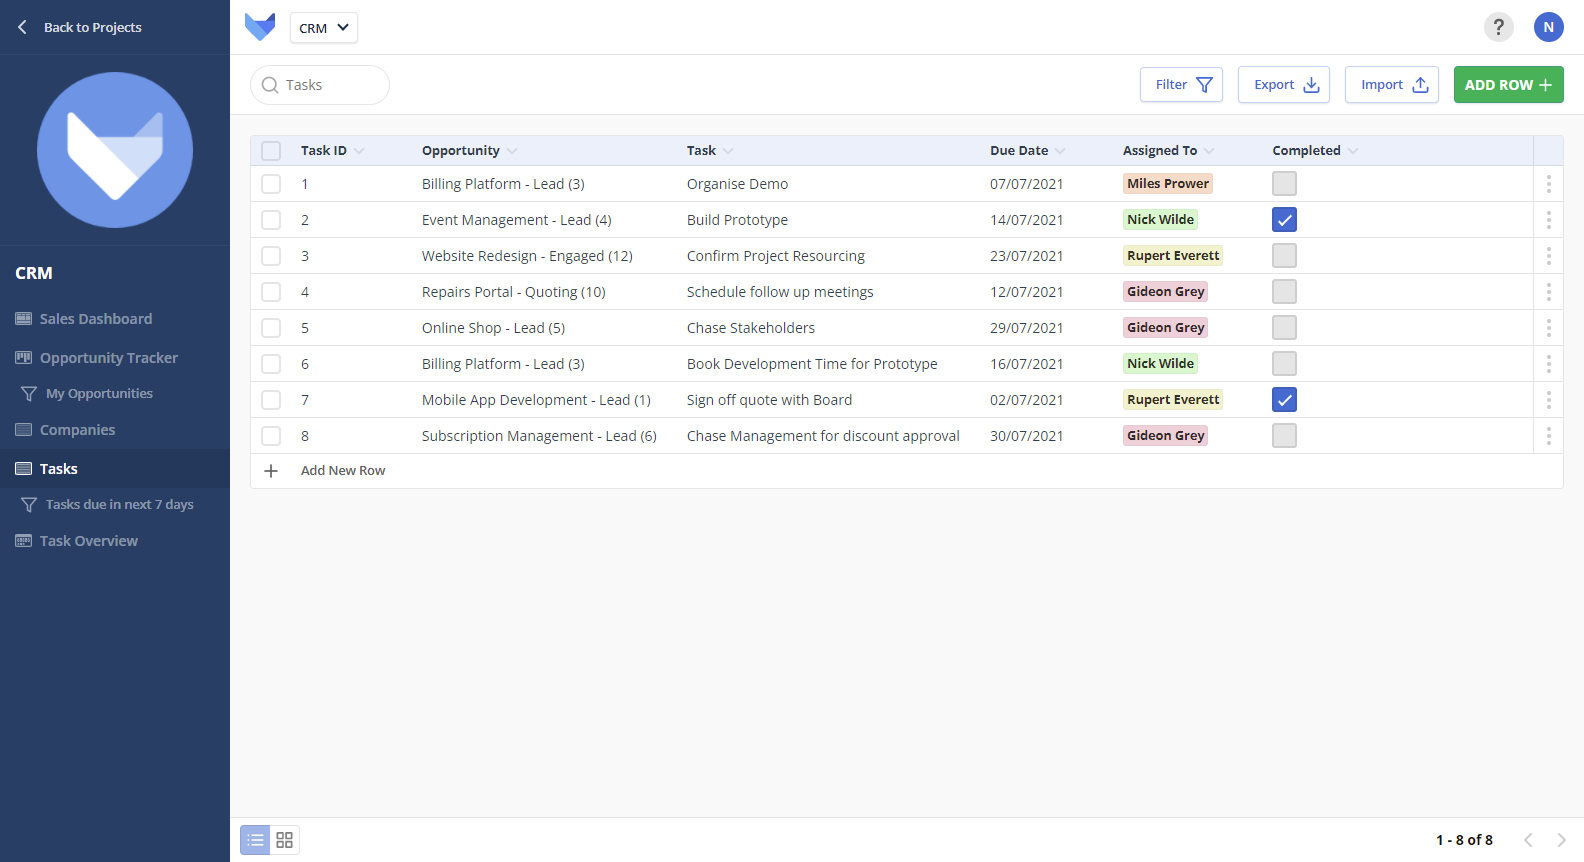 Back to Projects
CRM
? N
Tasks
Filter Export Import ADD ROW
CRM
Sales Dashboard
Opportunity Tracker
My Opportunities
Companies
Tasks
Tasks due in next 7 days
Task Overview
Task ID Opportunity Task Due Date Assigned To Completed
1 Billing Platform - Lead (3) Organise Demo 07/07/2021 Miles Prower
2 Event Management - Lead (4) Build Prototype 14/07/2021 Nick Wilde
3 Website Redesign - Engaged (12) Confirm Project Resourcing 23/07/2021 Rupert Everett
4 Repairs Portal - Quoting (10) Schedule follow up meetings 12/07/2021 Gideon Grey
5 Online Shop - Lead (5) Chase Stakeholders 29/07/2021 Gideon Grey
6 Billing Platform - Lead (3) Book Development Time for Prototype 16/07/2021 Nick Wilde
7 Mobile App Development - Lead (1) Sign off quote with Board 02/07/2021 Rupert Everett
8 Subscription Management - Lead (6) Chase Management for discount approval 30/07/2021 Gideon Grey
Add New Row
1 - 8 of 8